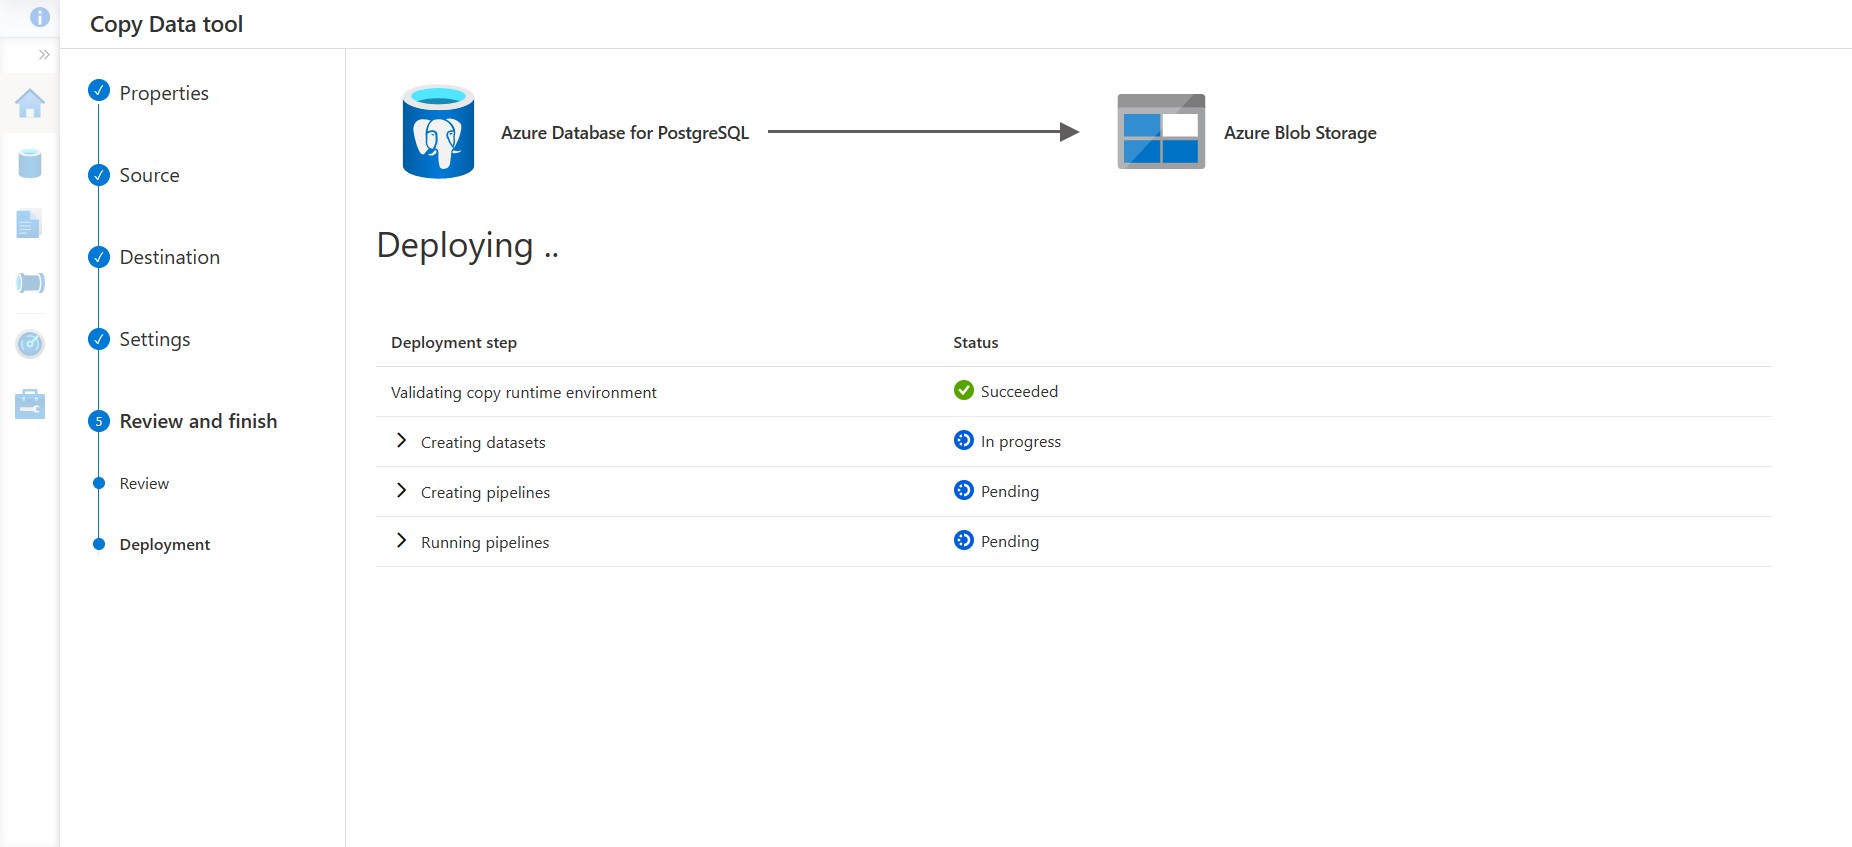 Copy Data tool
Properties
Source
Destination
Settings
5
Review and finish
Review
Deployment
Azure Database for PostgreSQL
Azure Blob Storage
Deploying ..
Deployment step Status
Validating copy runtime environment Succeeded
Creating datasets In progress
Creating pipelines Pending
Running pipelines Pending